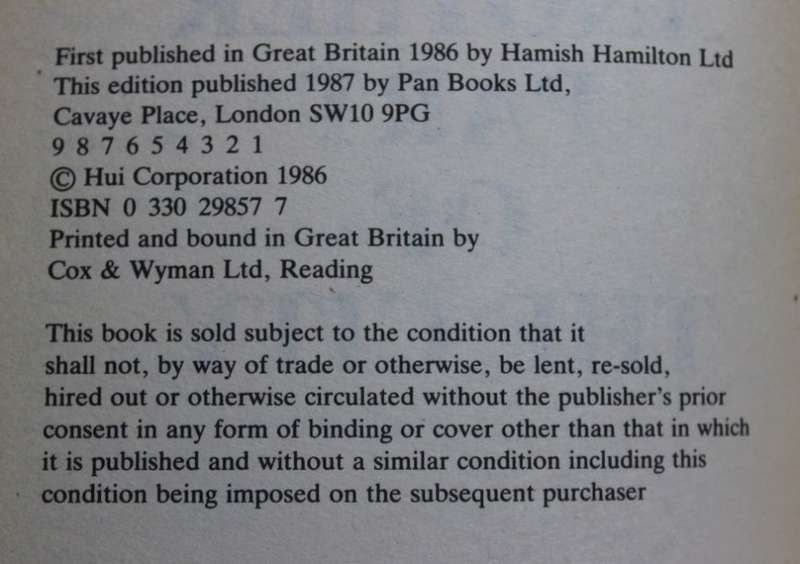 First published in Great Britain 1986 by Hamish Hamilton Ltd
This edition published 1987 by Pan Books Ltd,
Cavaye Place, London SW10 9PG
9 8 7 6 5 4 3 2 1
© Hui Corporation 1986
ISBN 0 330 29857 7
Printed and bound in Great Britain by
Cox & Wyman Ltd, Reading
This book is sold subject to the condition that it
shall not, by way of trade or otherwise, be lent, re-sold,
hired out or otherwise circulated without the publisher's prior
consent in any form of binding or cover other than that in which
it is published and without a similar condition including this
condition being imposed on the subsequent purchaser